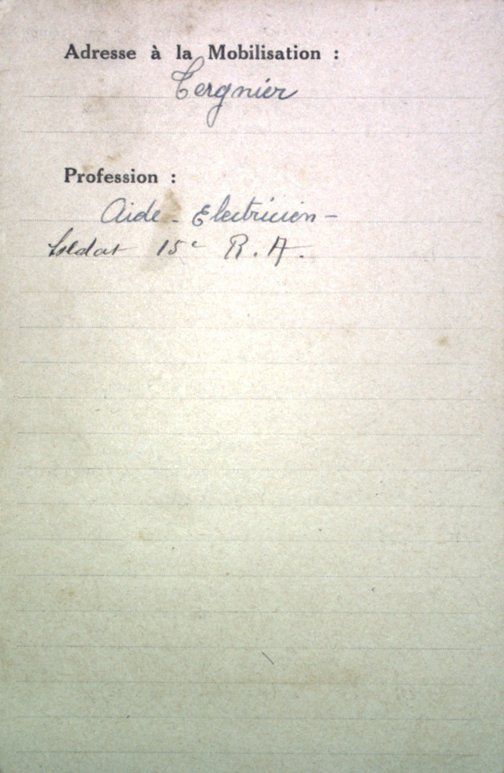 Adresse à la Mobilisation :
Tergnier
Profession :
Aide - Electricien -
Soldat 15e R. A.